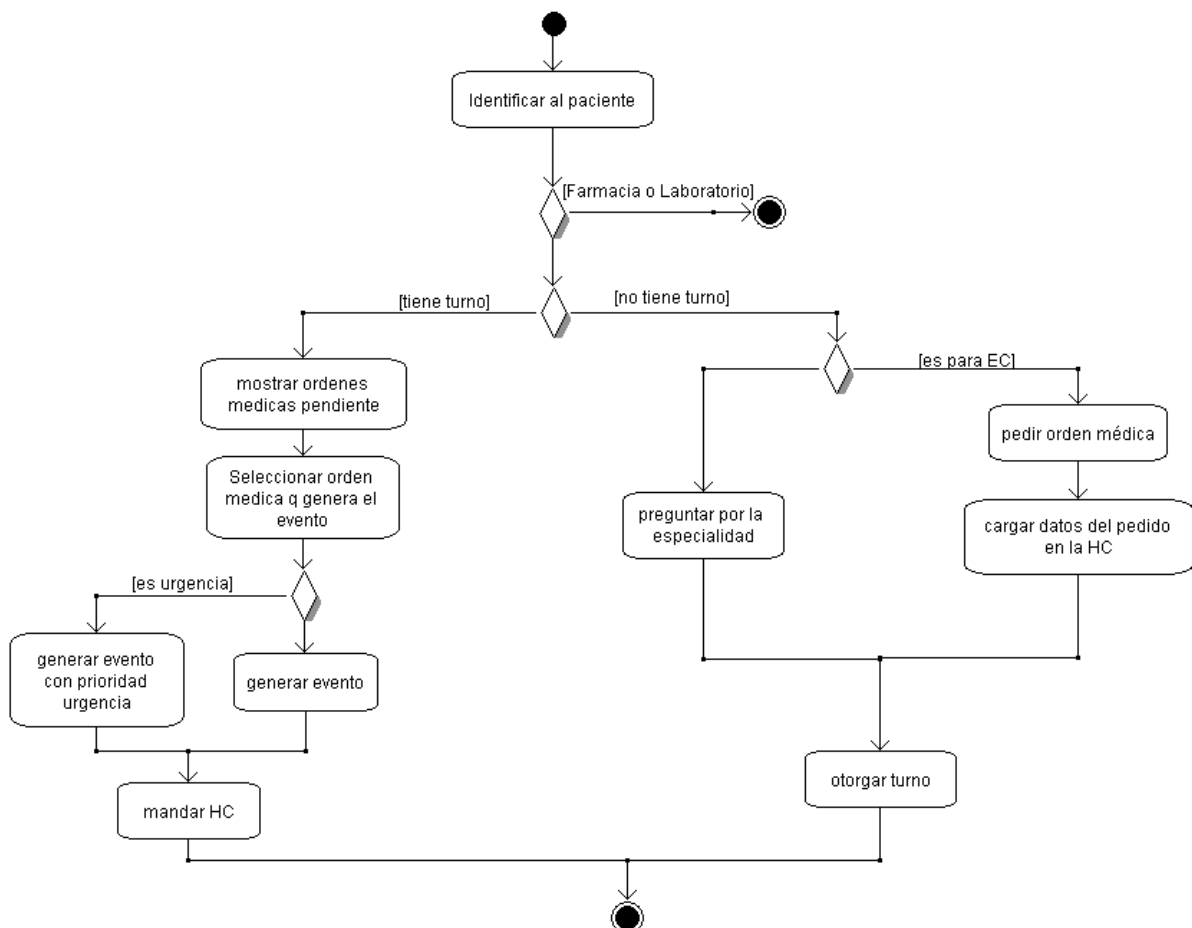 Identificar al paciente
[Farmacia o Laboratorio]
[tiene turno]
[no tiene turno]
[es para EC]
mostrar ordenes
medicas pendiente
pedir orden médica
Seleccionar orden
medica q genera el
evento
preguntar por la
especialidad
cargar datos del pedido
en la HC
[es urgencia]
generar evento
con prioridad
urgencia
generar evento
otorgar turno
mandar HC